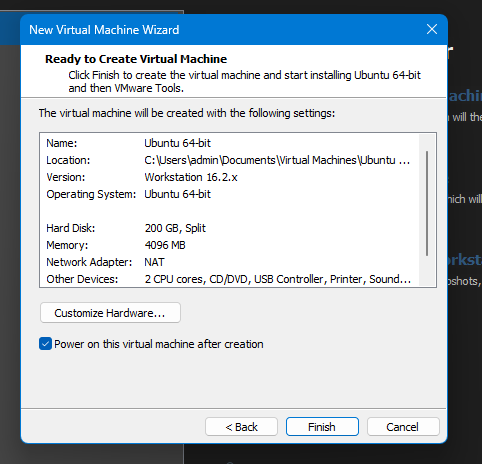 New Virtual Machine Wizard
Ready to Create Virtual Machine
Click Finish to create the virtual machine and start installing Ubuntu 64-bit
and then VMware Tools.
The virtual machine will be created with the following settings:
Name: Ubuntu 64-bit
Location: C:\Users\admin\Documents\Virtual Machines\Ubuntu ...
Version: Workstation 16.2.x
Operating System: Ubuntu 64-bit
Hard Disk: 200 GB, Split
Memory: 4096 MB
Network Adapter: NAT
Other Devices: 2 CPU cores, CD/DVD, USB Controller, Printer, Sound...
Customize Hardware...
Power on this virtual machine after creation
< Back
Finish
Cancel